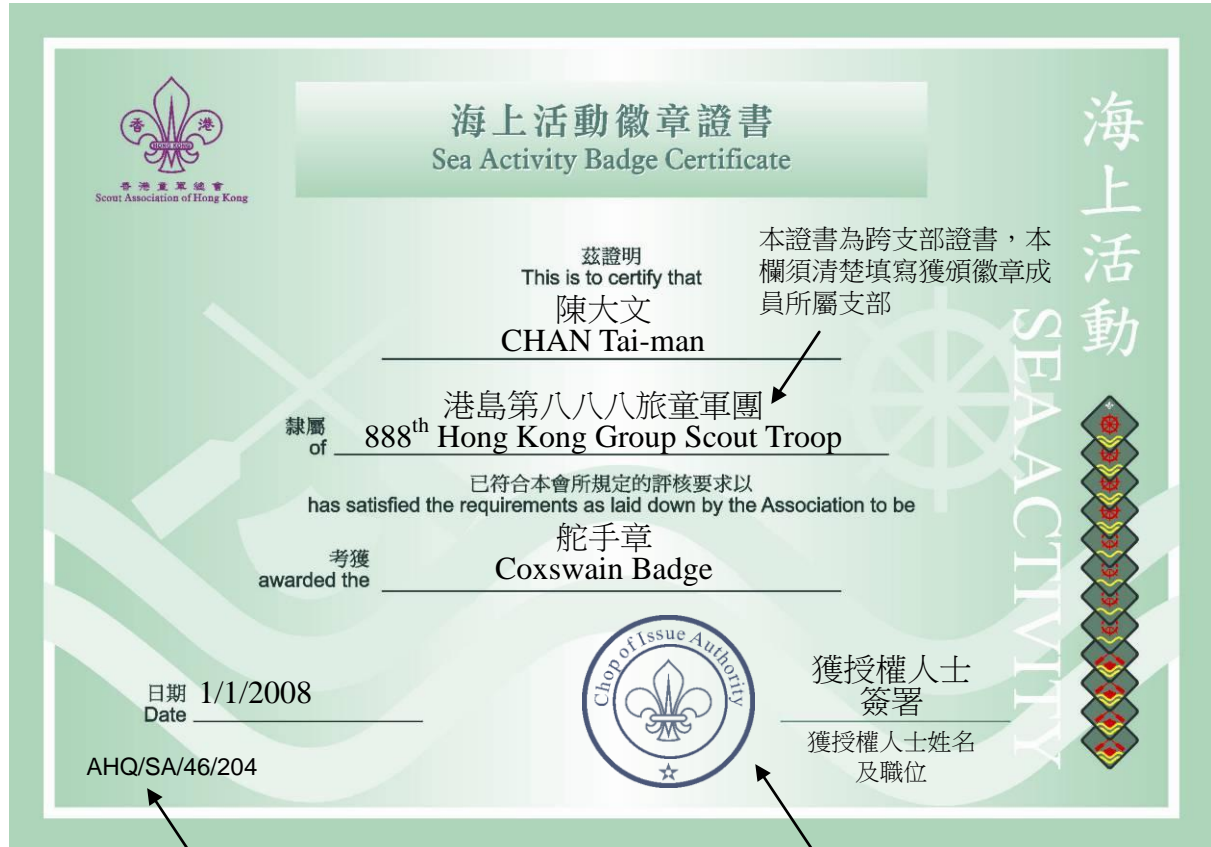 香 港
HONG KONG
香港童軍總會
Scout Association of Hong Kong
海上活動徽章證書
Sea Activity Badge Certificate
茲證明
This is to certify that
陳大文
CHAN Tai-man
本證書為跨支部證書，本
欄須清楚填寫獲頒徽章成
員所屬支部
隸屬
港島第八八八旅童軍團
of 888th Hong Kong Group Scout Troop
已符合本會所規定的評核要求以
has satisfied the requirements as laid down by the Association to be
考獲
舵手章
awarded the Coxswain Badge
日期 1/1/2008
Date
AHQ/SA/46/204
Chop of Issue Authority
獲授權人士
簽署
獲授權人士姓名
及職位
海上活動
SEA ACTIVITY